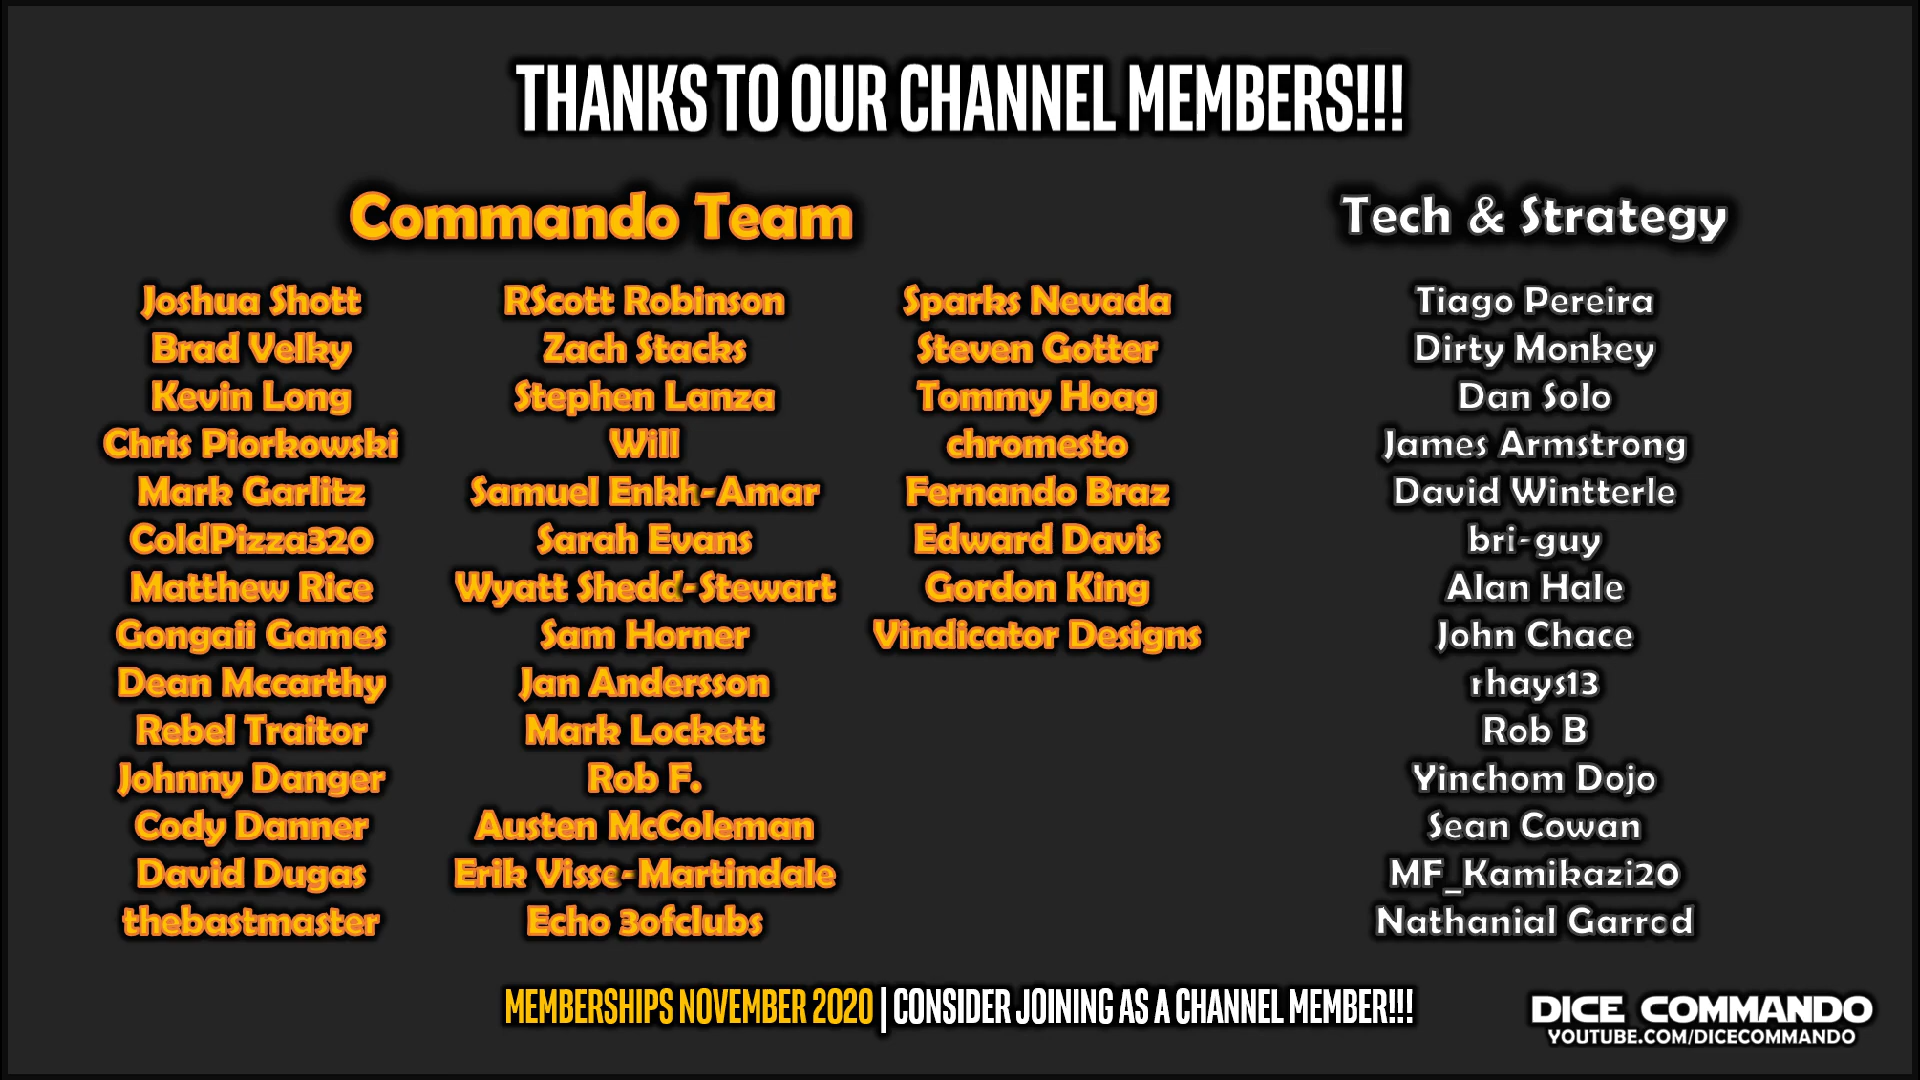 THANKS TO OUR CHANNEL MEMBERS!!!
Commando Team
Joshua Shott
Brad Velky
Kevin Long
Chris Piorkowski
Mark Garlitz
ColdPizza320
Matthew Rice
Gongaii Games
Dean Mccarthy
Rebel Traitor
Johnny Danger
Cody Danner
David Dugas
thebastmaster
RScott Robinson
Zach Stacks
Stephen Lanza
Will
Samuel Enkh-Amar
Sarah Evans
Wyatt Shedd-Stewart
Sam Horner
Jan Andersson
Mark Lockett
Rob F.
Austen McColeman
Erik Visse-Martindale
Echo 3ofclubs
Sparks Nevada
Steven Gotter
Tommy Hoag
chromesto
Fernando Braz
Edward Davis
Gordon King
Vindicator Designs
Tech & Strategy
Tiago Pereira
Dirty Monkey
Dan Solo
James Armstrong
David Wintterle
bri-guy
Alan Hale
John Chace
rhays13
Rob B
Yinchom Dojo
Sean Cowan
MF_Kamikazi20
Nathanial Garrod
MEMBERSHIPS NOVEMBER 2020 | CONSIDER JOINING AS A CHANNEL MEMBER!!!
DICE COMMANDO
YOUTUBE.COM/DICECOMMANDO